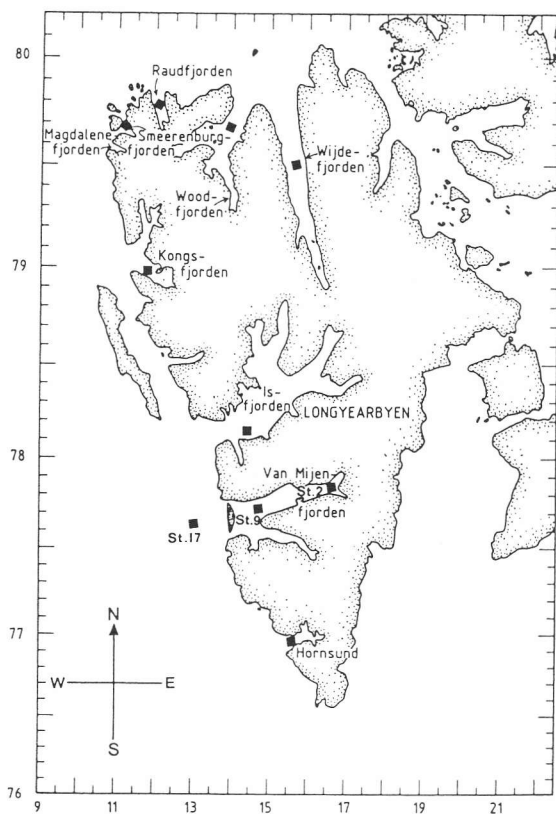 80
Raudfjorden
Magdalene-
fjorden
Smeerenburg-
fjorden
Wijde-
fjorden
Wood-
fjorden
79
Kongs-
fjorden
Is-
fjorden
LONGYEARBYEN
78
Van Mijen-
St.2
fjorden
St.9
St.17
77
Hornsund
N
W
E
S
76
9
11
13
15
17
19
21